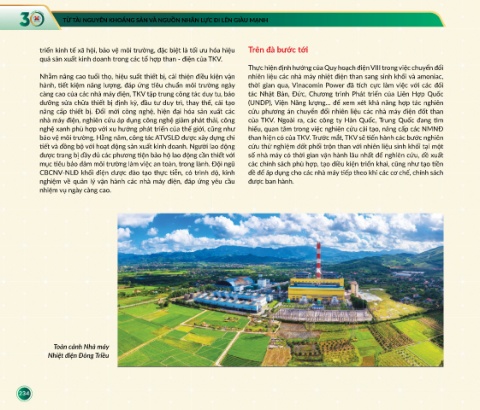 30 TỪ TÀI NGUYÊN KHOÁNG SẢN VÀ NGUỒN NHÂN LỰC ĐI LÊN GIÀU MẠNH
triển kinh tế xã hội, bảo vệ môi trường, đặc biệt là tối ưu hóa hiệu
quả sản xuất kinh doanh trong các tổ hợp than - điện của TKV.
Nhằm nâng cao tuổi thọ, hiệu suất thiết bị, cải thiện điều kiện vận
hành, tiết kiệm năng lượng, đáp ứng tiêu chuẩn môi trường ngày
càng cao của các nhà máy điện, TKV tập trung công tác duy tu, bảo
dưỡng sửa chữa thiết bị định kỳ, đầu tư duy trì, thay thế, cải tạo
nâng cấp thiết bị. Đổi mới công nghệ, hiện đại hóa sản xuất các
nhà máy điện, nghiên cứu áp dụng công nghệ giảm phát thải, công
nghệ xanh phù hợp với xu hướng phát triển của thế giới, cũng như
bảo vệ môi trường. Hằng năm, công tác ATVSLĐ được xây dựng chi
tiết và đồng bộ với hoạt động sản xuất kinh doanh. Người lao động
được trang bị đầy đủ các phương tiện bảo hộ lao động cần thiết với
mục tiêu bảo đảm môi trường làm việc an toàn, trong lành. Đội ngũ
CBCNV-NLĐ khối điện được đào tạo thực tiễn, có trình độ, kinh
nghiệm về quản lý vận hành các nhà máy điện, đáp ứng yêu cầu
nhiệm vụ ngày càng cao.
Trên đà bước tới
Thực hiện định hướng của Quy hoạch điện VIII trong việc chuyển đổi
nhiên liệu các nhà máy nhiệt điện than sang sinh khối và amoniac,
thời gian qua, Vinacomin Power đã tích cực làm việc với các đối
tác Nhật Bản, Đức, Chương trình Phát triển của Liên Hợp Quốc
(UNDP), Viện Năng lượng... để xem xét khả năng hợp tác nghiên
cứu phương án chuyển đổi nhiên liệu các nhà máy điện đốt than
của TKV. Ngoài ra, các công ty Hàn Quốc, Trung Quốc đang tìm
hiểu, quan tâm trong việc nghiên cứu cải tạo, nâng cấp các NMNĐ
than hiện có của TKV. Trước mắt, TKV sẽ tiến hành các bước nghiên
cứu thử nghiệm đốt phối trộn than với nhiên liệu sinh khối tại một
số nhà máy có thời gian vận hành lâu nhất để nghiên cứu, đề xuất
các chính sách phù hợp, tạo điều kiện triển khai, cũng như tạo tiền
đề để áp dụng cho các nhà máy tiếp theo khi các cơ chế, chính sách
được ban hành.
Toàn cảnh Nhà máy
Nhiệt điện Đông Triều
234